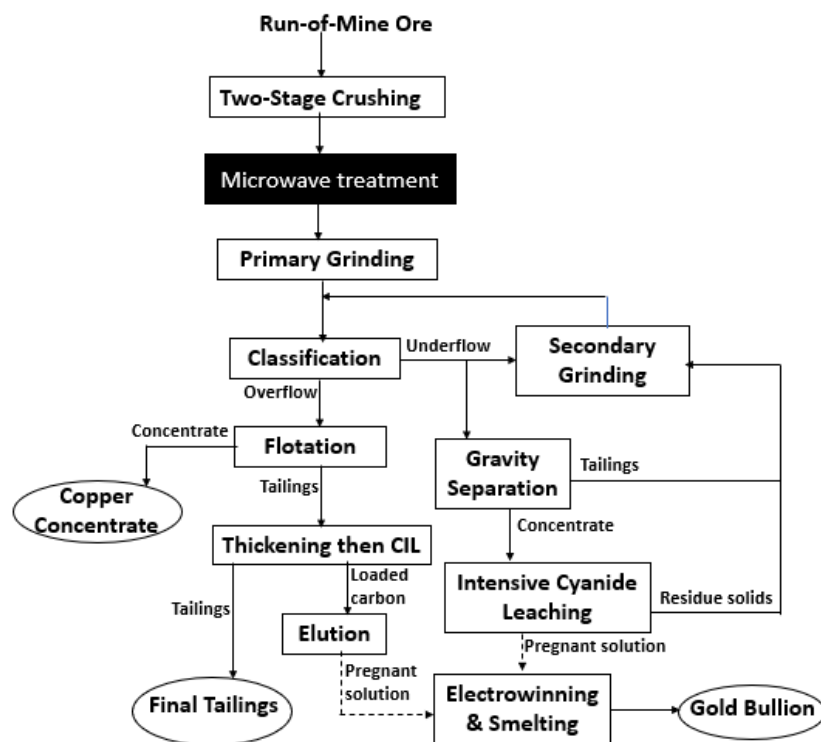 Run-of-Mine Ore
Two-Stage Crushing
Microwave treatment
Primary Grinding
Classification
Underflow
Secondary
Grinding
Overflow
Concentrate
Flotation
Gravity
Separation
Tailings
Copper
Concentrate
Tailings
Concentrate
Thickening then CIL
Loaded
carbon
Intensive Cyanide
Leaching
Residue solids
Tailings
Elution
Pregnant solution
Pregnant
solution
Final Tailings
Electrowinning
& Smelting
Gold Bullion